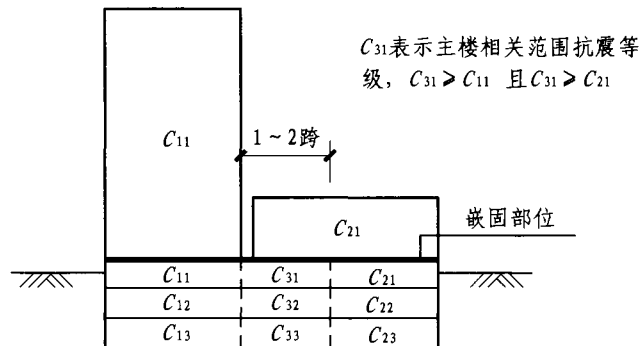 C₃₁表示主楼相关范围抗震等
级, C₃₁⩾C₁₁ 且C₃₁⩾C₂₁
C₁₁
1～2跨
C₂₁
嵌固部位
C₁₁ C₃₁ C₂₁
C₁₂ C₃₂ C₂₂
C₁₃ C₃₃ C₂₃